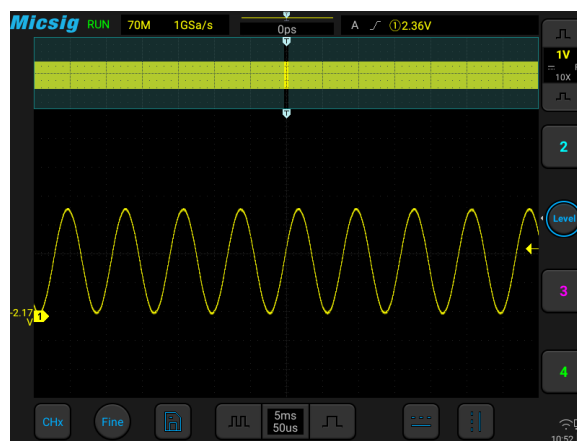 Micsig RUN 70M 1GSa/s 0ps A ①2.36V
T
1V
10X
T
2
Level
-2.17
V
1
3
4
CHx Fine 5ms
50us
10:52